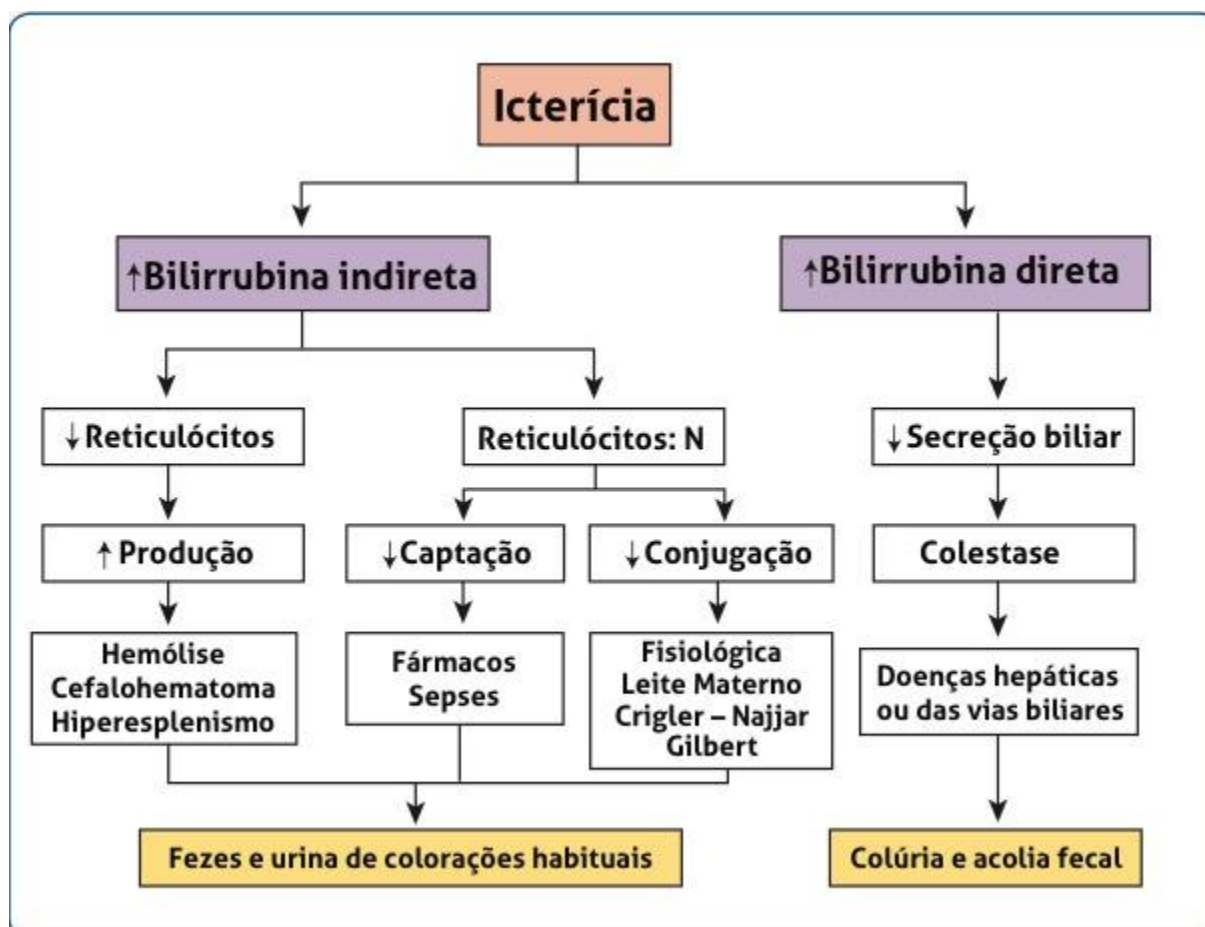 Icterícia
↑Bilirrubina indireta
↑Bilirrubina direta
↓Reticulócitos
Reticulócitos: N
↓Secreção biliar
↑Produção
↓Captação
↓Conjugação
Colestase
Hemólise
Cefalohematoma
Hiperesplenismo
Fármacos
Sepses
Fisiológica
Leite Materno
Crigler – Najjar
Gilbert
Doenças hepáticas
ou das vias biliares
Fezes e urina de colorações habituais
Colúria e acolia fecal